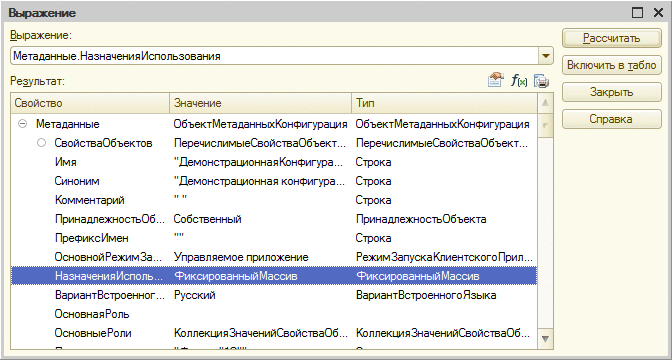 Выражение
Выражение:
Метаданные.НазначенияИспользования
Рассчитать
Включить в табло
Закрыть
Справка
Результат:
Свойство Значение Тип
Метаданные ОбъектМетаданныхКонфигурация ОбъектМетаданныхКонфигурация
СвойстваОбъектов ПеречислимыеСвойстваОбъект... ПеречислимыеСвойстваОбъект...
Имя "ДемонстрационнаяКонфигура... Строка
Синоним "Демонстрационная конфигура... Строка
Комментарий " " Строка
ПринадлежностьОб... Собственный ПринадлежностьОбъекта
ПрефиксИмен "" Строка
ОсновнойРежимЗа... Управляемое приложение РежимЗапускаКлиентскогоПрил...
НазначенияИсполь... ФиксированныйМассив ФиксированныйМассив
ВариантВстроенног... Русский ВариантВстроенногоЯзыка
ОсновнаяРоль
ОсновныеРоли КоллекцияЗначенийСвойстваОб... КоллекцияЗначенийСвойстваОб...